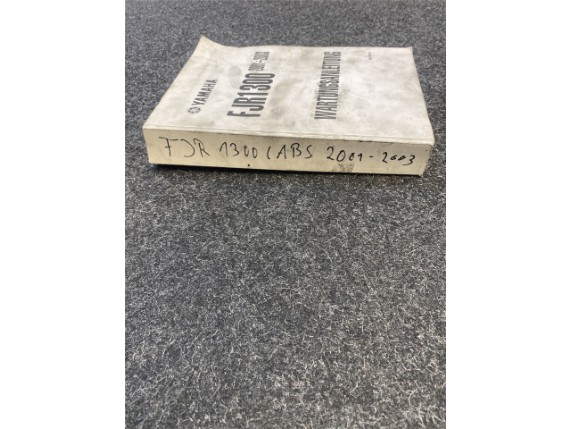 YAMAHA
FJR1300
WARTUNGSANLEITUNG
FJR 1300 (ABS 2001-2003